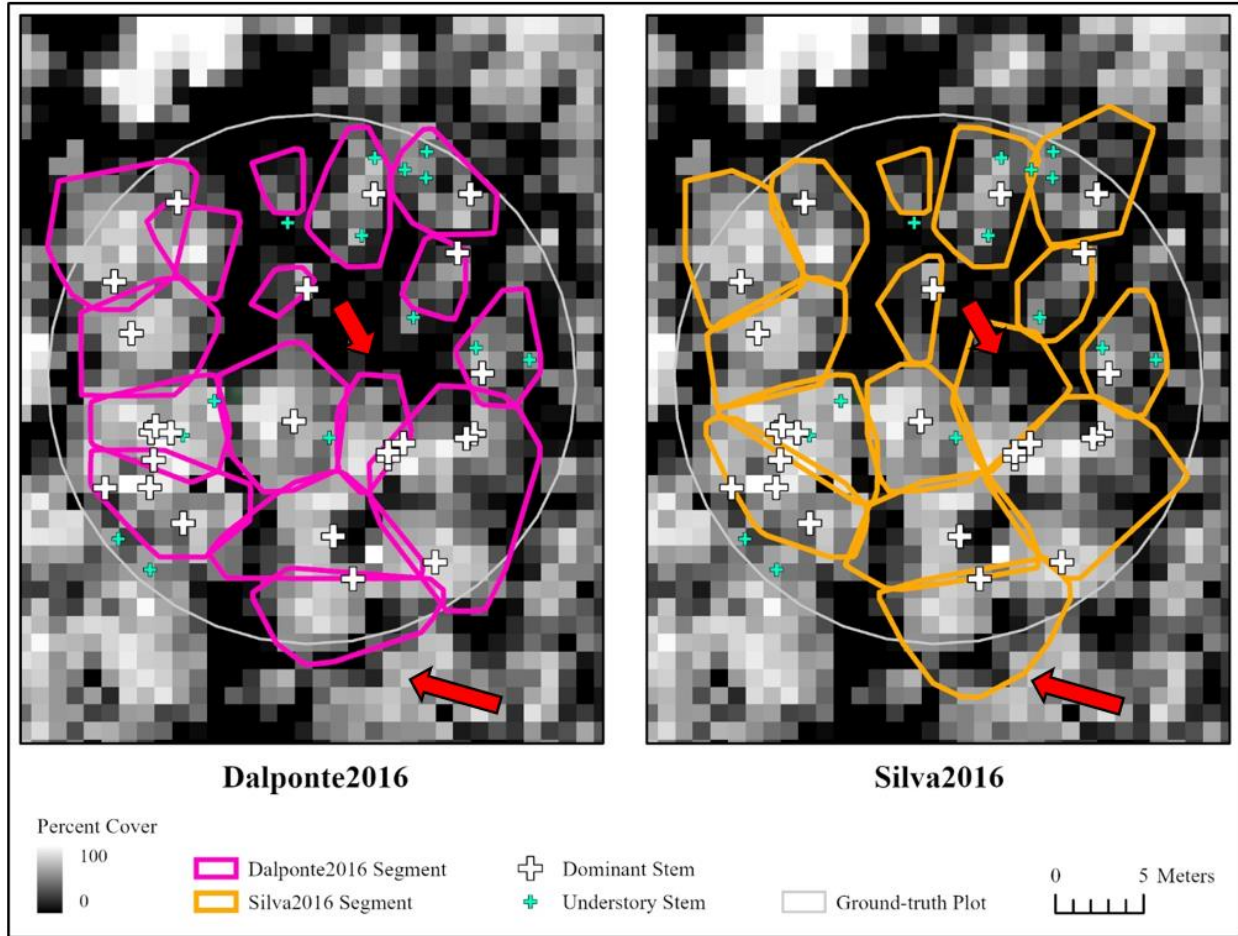 Dalponte2016
Silva2016
Percent Cover
100
0
Dalponte2016 Segment
Silva2016 Segment
Dominant Stem
Understory Stem
Ground-truth Plot
0 5 Meters